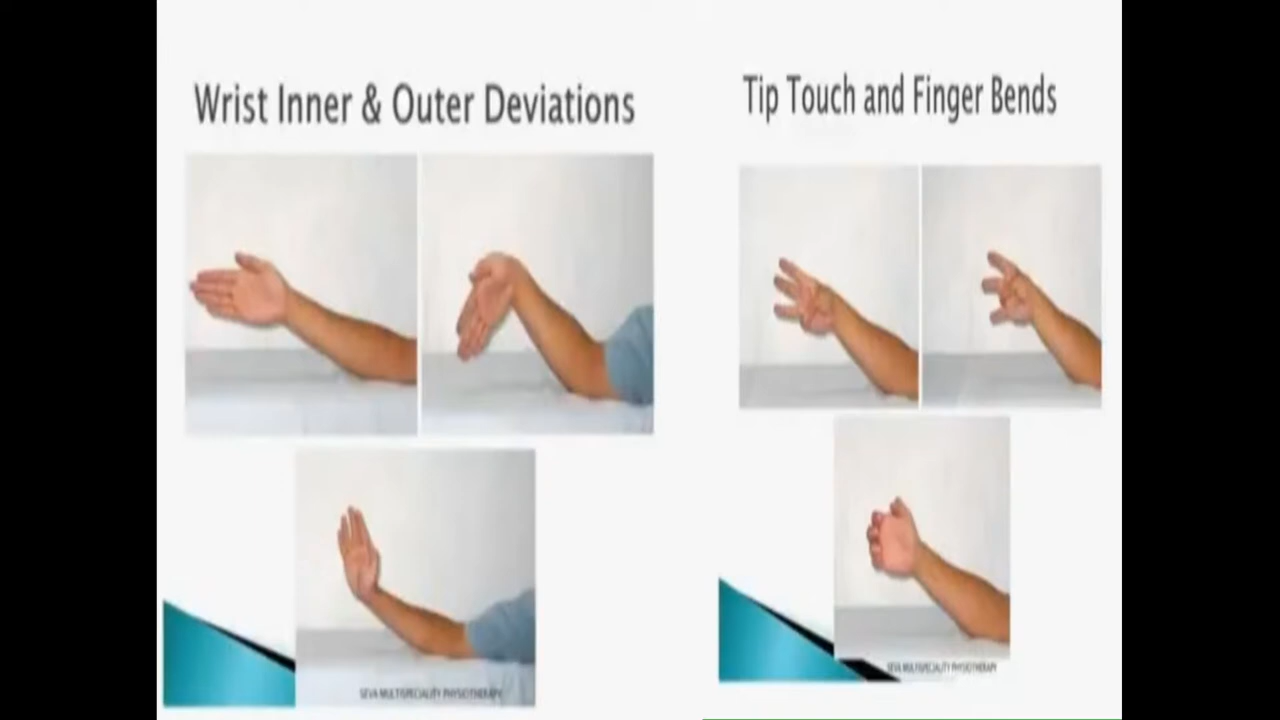 Wrist Inner & Outer Deviations
SEVA MULTISPECIALITY PHYSIOTHERAPY
Tip Touch and Finger Bends
SEVA MULTISPECIALITY PHYSIOTHERAPY